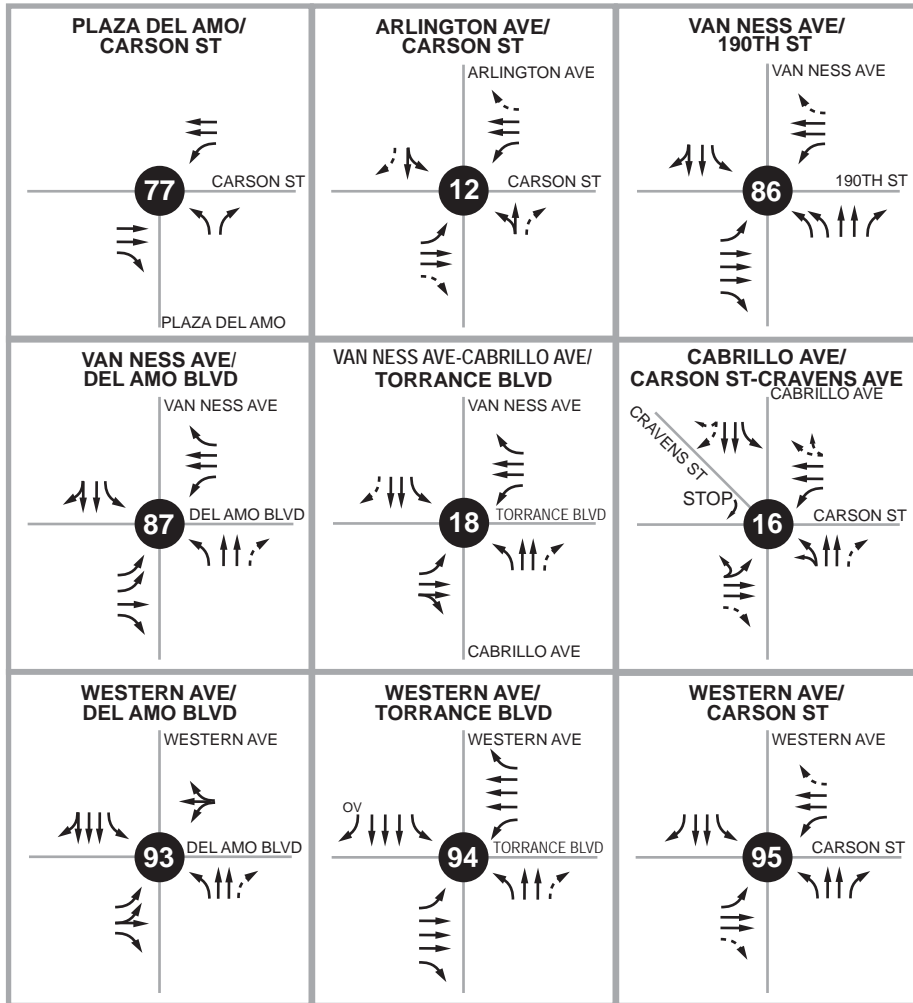 PLAZA DEL AMO/
CARSON ST
77
CARSON ST
PLAZA DEL AMO
ARLINGTON AVE/
CARSON ST
ARLINGTON AVE
12
CARSON ST
VAN NESS AVE/
190TH ST
VAN NESS AVE
86
190TH ST
VAN NESS AVE/
DEL AMO BLVD
VAN NESS AVE
87
DEL AMO BLVD
VAN NESS AVE-CABRILLO AVE/
TORRANCE BLVD
VAN NESS AVE
18
TORRANCE BLVD
CABRILLO AVE
CABRILLO AVE/
CARSON ST-CRAVENS AVE
CABRILLO AVE
CRAVENS ST
STOP
16
CARSON ST
WESTERN AVE/
DEL AMO BLVD
WESTERN AVE
93
DEL AMO BLVD
WESTERN AVE/
TORRANCE BLVD
WESTERN AVE
OV
94
TORRANCE BLVD
WESTERN AVE/
CARSON ST
WESTERN AVE
95
CARSON ST